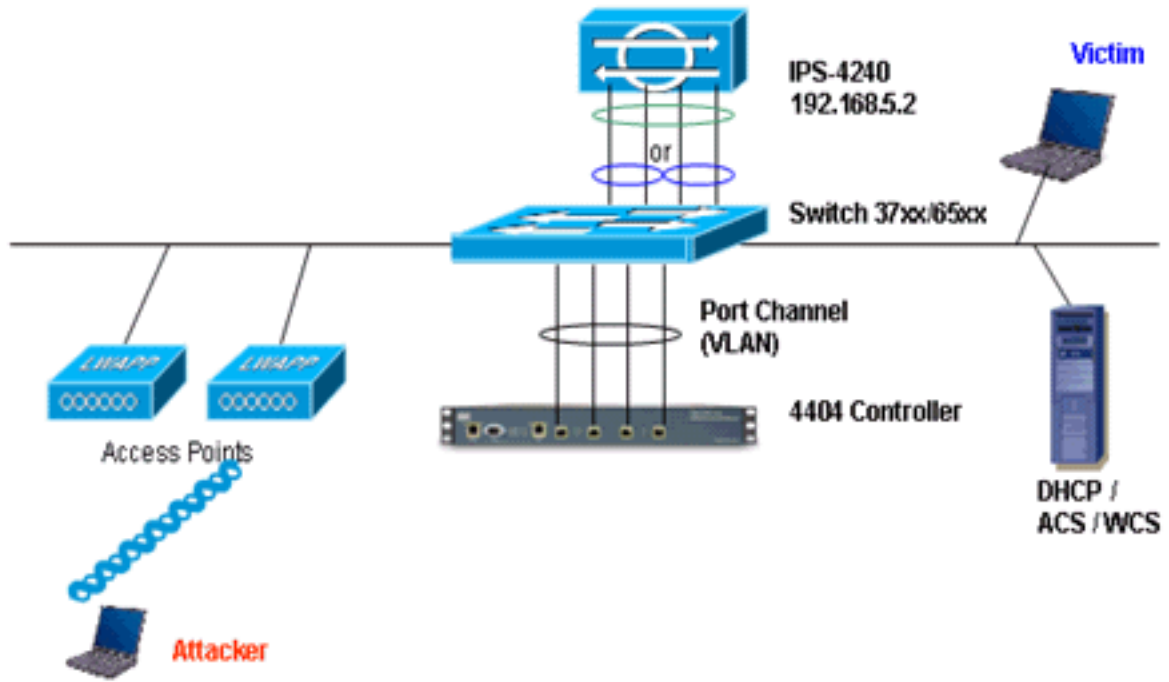 IPS-4240
192.168.5.2
Victim
or
Switch 37xx/65xx
Port Channel
(VLAN)
LWAPP
LWAPP
4404 Controller
Access Points
DHCP /
ACS / WCS
Attacker